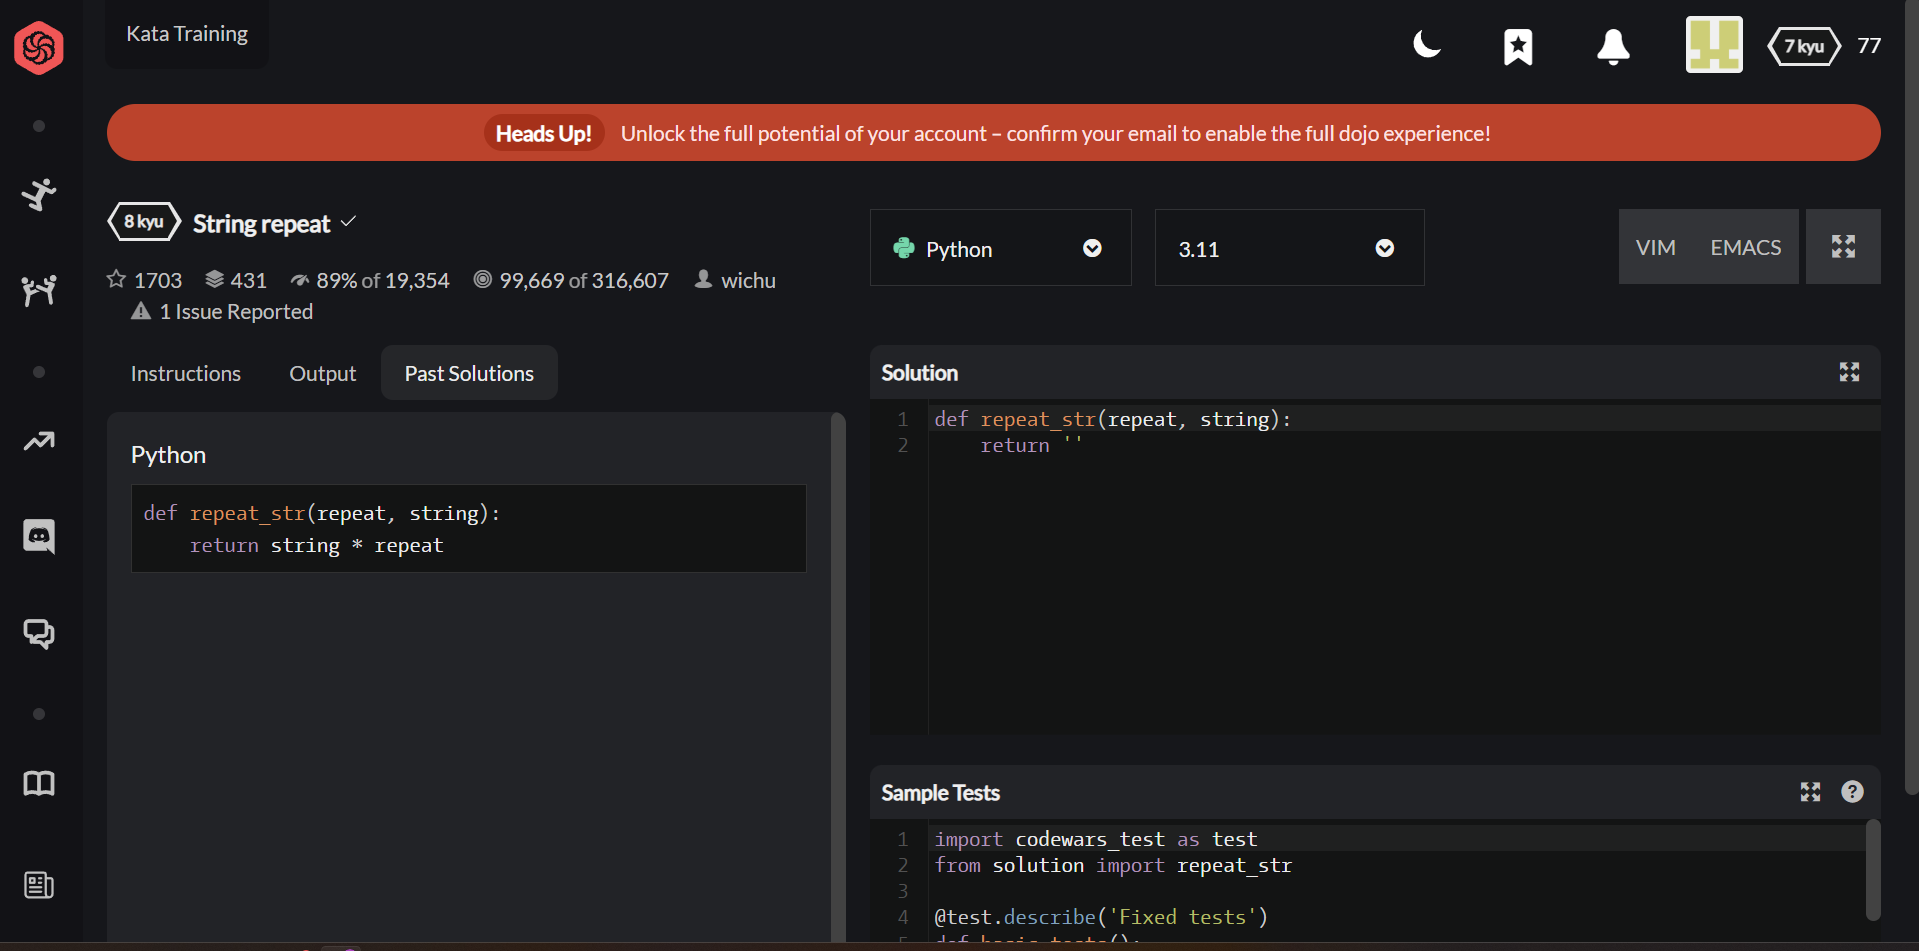 Kata Training
7 kyu 77
Heads Up! Unlock the full potential of your account – confirm your email to enable the full dojo experience!
8 kyu String repeat
1703 431 89% of 19,354 99,669 of 316,607 wichu
1 Issue Reported
Instructions Output Past Solutions
Python
def repeat_str(repeat, string):
    return string * repeat
Python 3.11 VIM EMACS
Solution
1 def repeat_str(repeat, string):
2     return ''
Sample Tests
1 import codewars_test as test
2 from solution import repeat_str
3
4 @test.describe('Fixed tests')